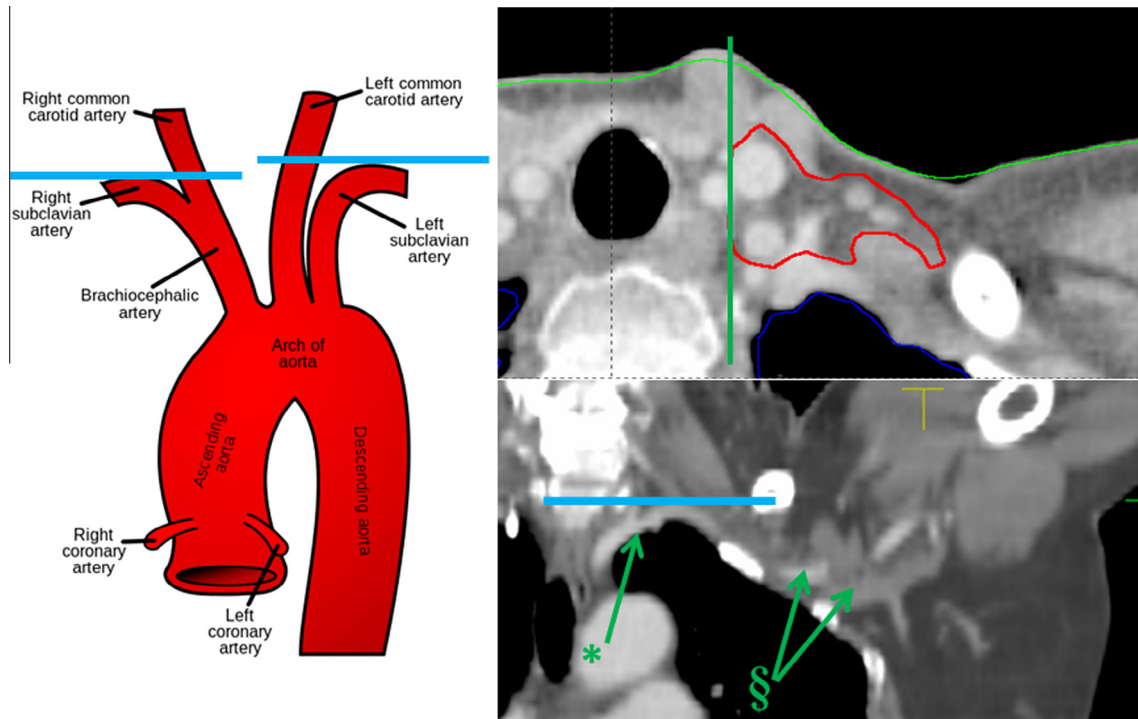 Left common
carotid artery
Right common
carotid artery
Right
subclavian
artery
Left
subclavian
artery
Brachiocephalic
artery
Arch of
aorta
Ascending
aorta
Descending aorta
Right
coronary
artery
Left
coronary
artery
*
§